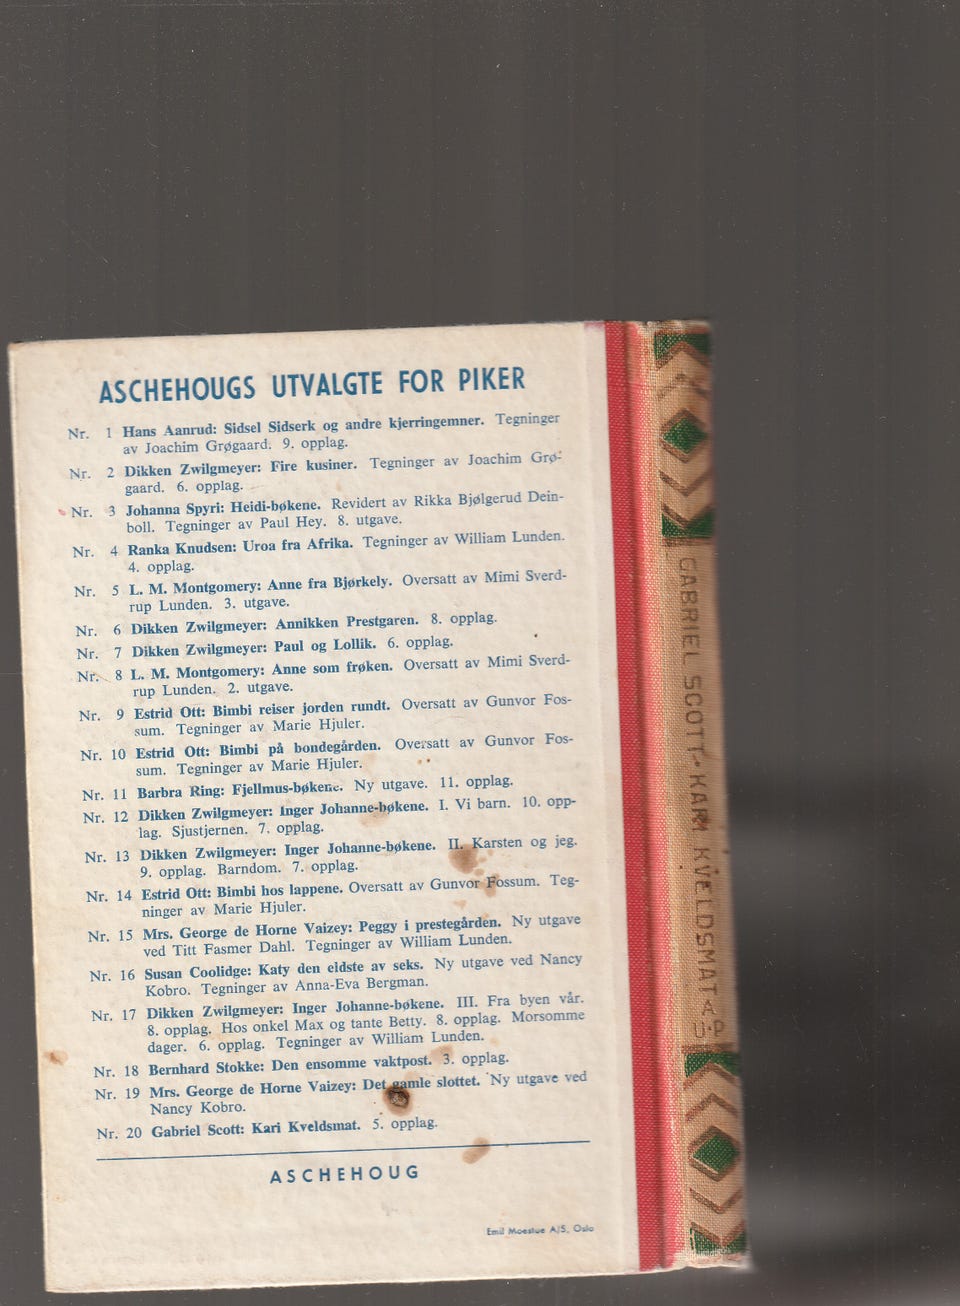 ASCHEHOUGS UTVALGTE FOR PIKER
Nr. 1 Hans Aanrud: Sidsel Sidserk og andre kjerringemner. Tegninger
av Joachim Grøgaard. 9. opplag.
Nr. 2 Dikken Zwilgmeyer: Fire kusiner. Tegninger av Joachim Grø-
gaard. 6. opplag.
Nr. 3 Johanna Spyri: Heidi-bøkene. Revidert av Rikka Bjølgerud Dein-
boll. Tegninger av Paul Hey. 8. utgave.
Nr. 4 Ranka Knudsen: Uroa fra Afrika. Tegninger av William Lunden.
4. opplag.
Nr. 5 L. M. Montgomery: Anne fra Bjørkely. Oversatt av Mimi Sverd-
rup Lunden. 3. utgave.
Nr. 6 Dikken Zwilgmeyer: Annikken Prestgaren. 8. opplag.
Nr. 7 Dikken Zwilgmeyer: Paul og Lollik. 6. opplag.
Nr. 8 L. M. Montgomery: Anne som frøken. Oversatt av Mimi Sverd-
rup Lunden. 2. utgave.
Nr. 9 Estrid Ott: Bimbi reiser jorden rundt. Oversatt av Gunvor Fos-
sum. Tegninger av Marie Hjuler.
Nr. 10 Estrid Ott: Bimbi på bondegården. Oversatt av Gunvor Fos-
sum. Tegninger av Marie Hjuler.
Nr. 11 Barbra Ring: Fjellmus-bøkene. Ny utgave. 11. opplag.
Nr. 12 Dikken Zwilgmeyer: Inger Johanne-bøkene. I. Vi barn. 10. opp-
lag. Sjustjernen. 7. opplag.
Nr. 13 Dikken Zwilgmeyer: Inger Johanne-bøkene. II. Karsten og jeg.
9. opplag. Barndom. 7. opplag.
Nr. 14 Estrid Ott: Bimbi hos lappene. Oversatt av Gunvor Fossum. Teg-
ninger av Marie Hjuler.
Nr. 15 Mrs. George de Horne Vaizey: Peggy i prestegården. Ny utgave
ved Titt Fasmer Dahl. Tegninger av William Lunden.
Nr. 16 Susan Coolidge: Katy den eldste av seks. Ny utgave ved Nancy
Kobro. Tegninger av Anna-Eva Bergman.
Nr. 17 Dikken Zwilgmeyer: Inger Johanne-bøkene. III. Fra byen vår.
8. opplag. Hos onkel Max og tante Betty. 8. opplag. Morsomme
dager. 6. opplag. Tegninger av William Lunden.
Nr. 18 Bernhard Stokke: Den ensomme vaktpost. 3. opplag.
Nr. 19 Mrs. George de Horne Vaizey: Det gamle slottet. Ny utgave ved
Nancy Kobro.
Nr. 20 Gabriel Scott: Kari Kveldsmat. 5. opplag.
ASCHEHOUG
Emil Moestue A/S, Oslo
GABRIEL SCOTT - KARI KVELDSMAT
A
U·P